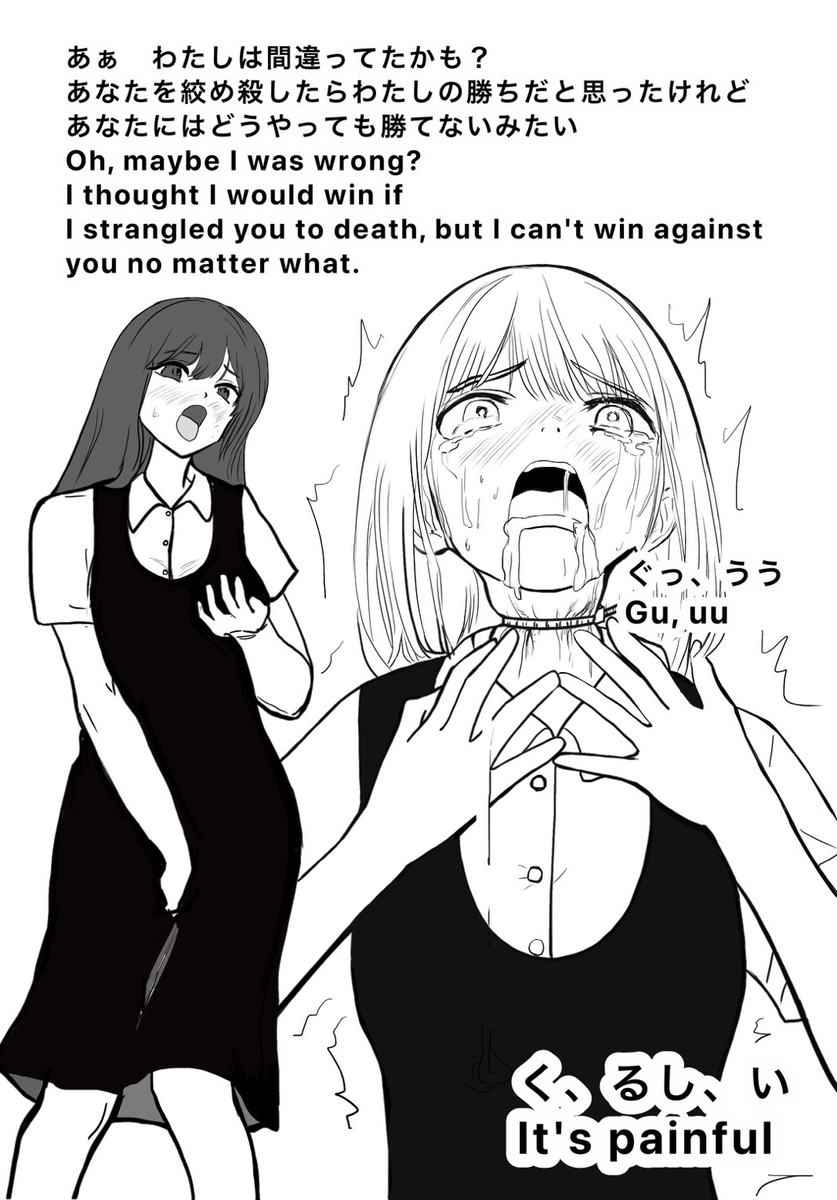 あぁ　わたしは間違ってたかも？
あなたを絞め殺したらわたしの勝ちだと思ったけれど
あなたにはどうやっても勝てないみたい
Oh, maybe I was wrong?
I thought I would win if
I strangled you to death, but I can't win against
you no matter what.
ぐっ、うう
Gu, uu
く、るし、い
It's painful